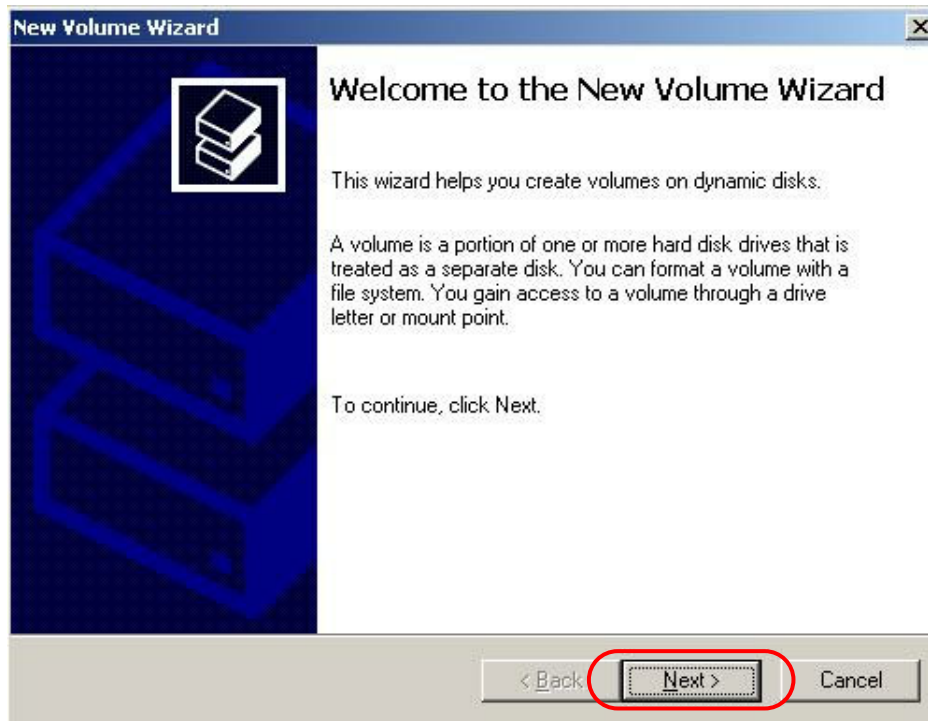 New Volume Wizard
Welcome to the New Volume Wizard
This wizard helps you create volumes on dynamic disks.
A volume is a portion of one or more hard disk drives that is
treated as a separate disk. You can format a volume with a
file system. You gain access to a volume through a drive
letter or mount point.
To continue, click Next.
< Back Next > Cancel